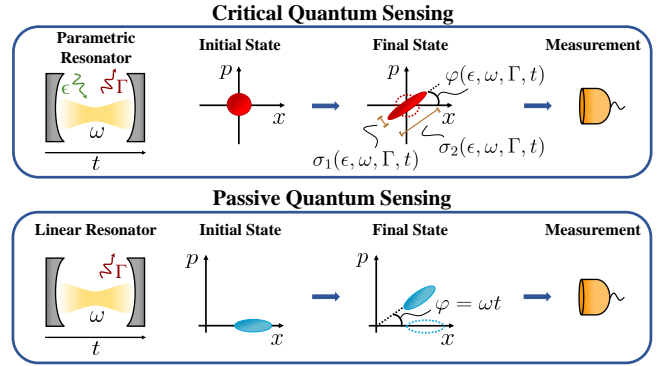 Critical Quantum Sensing
Parametric
Resonator
Initial State
Final State
Measurement
ϵ
Γ
ω
t
p
x
p
x
φ(ϵ, ω, Γ, t)
σ₁(ϵ, ω, Γ, t)
σ₂(ϵ, ω, Γ, t)
Passive Quantum Sensing
Linear Resonator
Initial State
Final State
Measurement
Γ
ω
t
p
x
p
x
φ = ωt